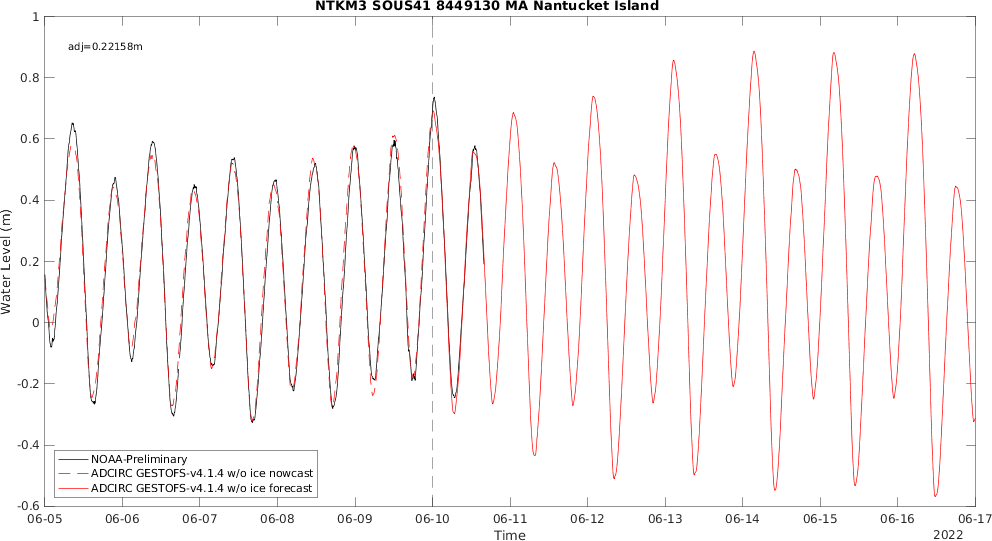 NTKM3 SOUS41 8449130 MA Nantucket Island
adj=0.22158m
1
0.8
0.6
0.4
0.2
0
-0.2
-0.4
-0.6
Water Level (m)
NOAA-Preliminary
ADCIRC GESTOFS-v4.1.4 w/o ice nowcast
ADCIRC GESTOFS-v4.1.4 w/o ice forecast
06-05 06-06 06-07 06-08 06-09 06-10 06-11 06-12 06-13 06-14 06-15 06-16 06-17
Time
2022